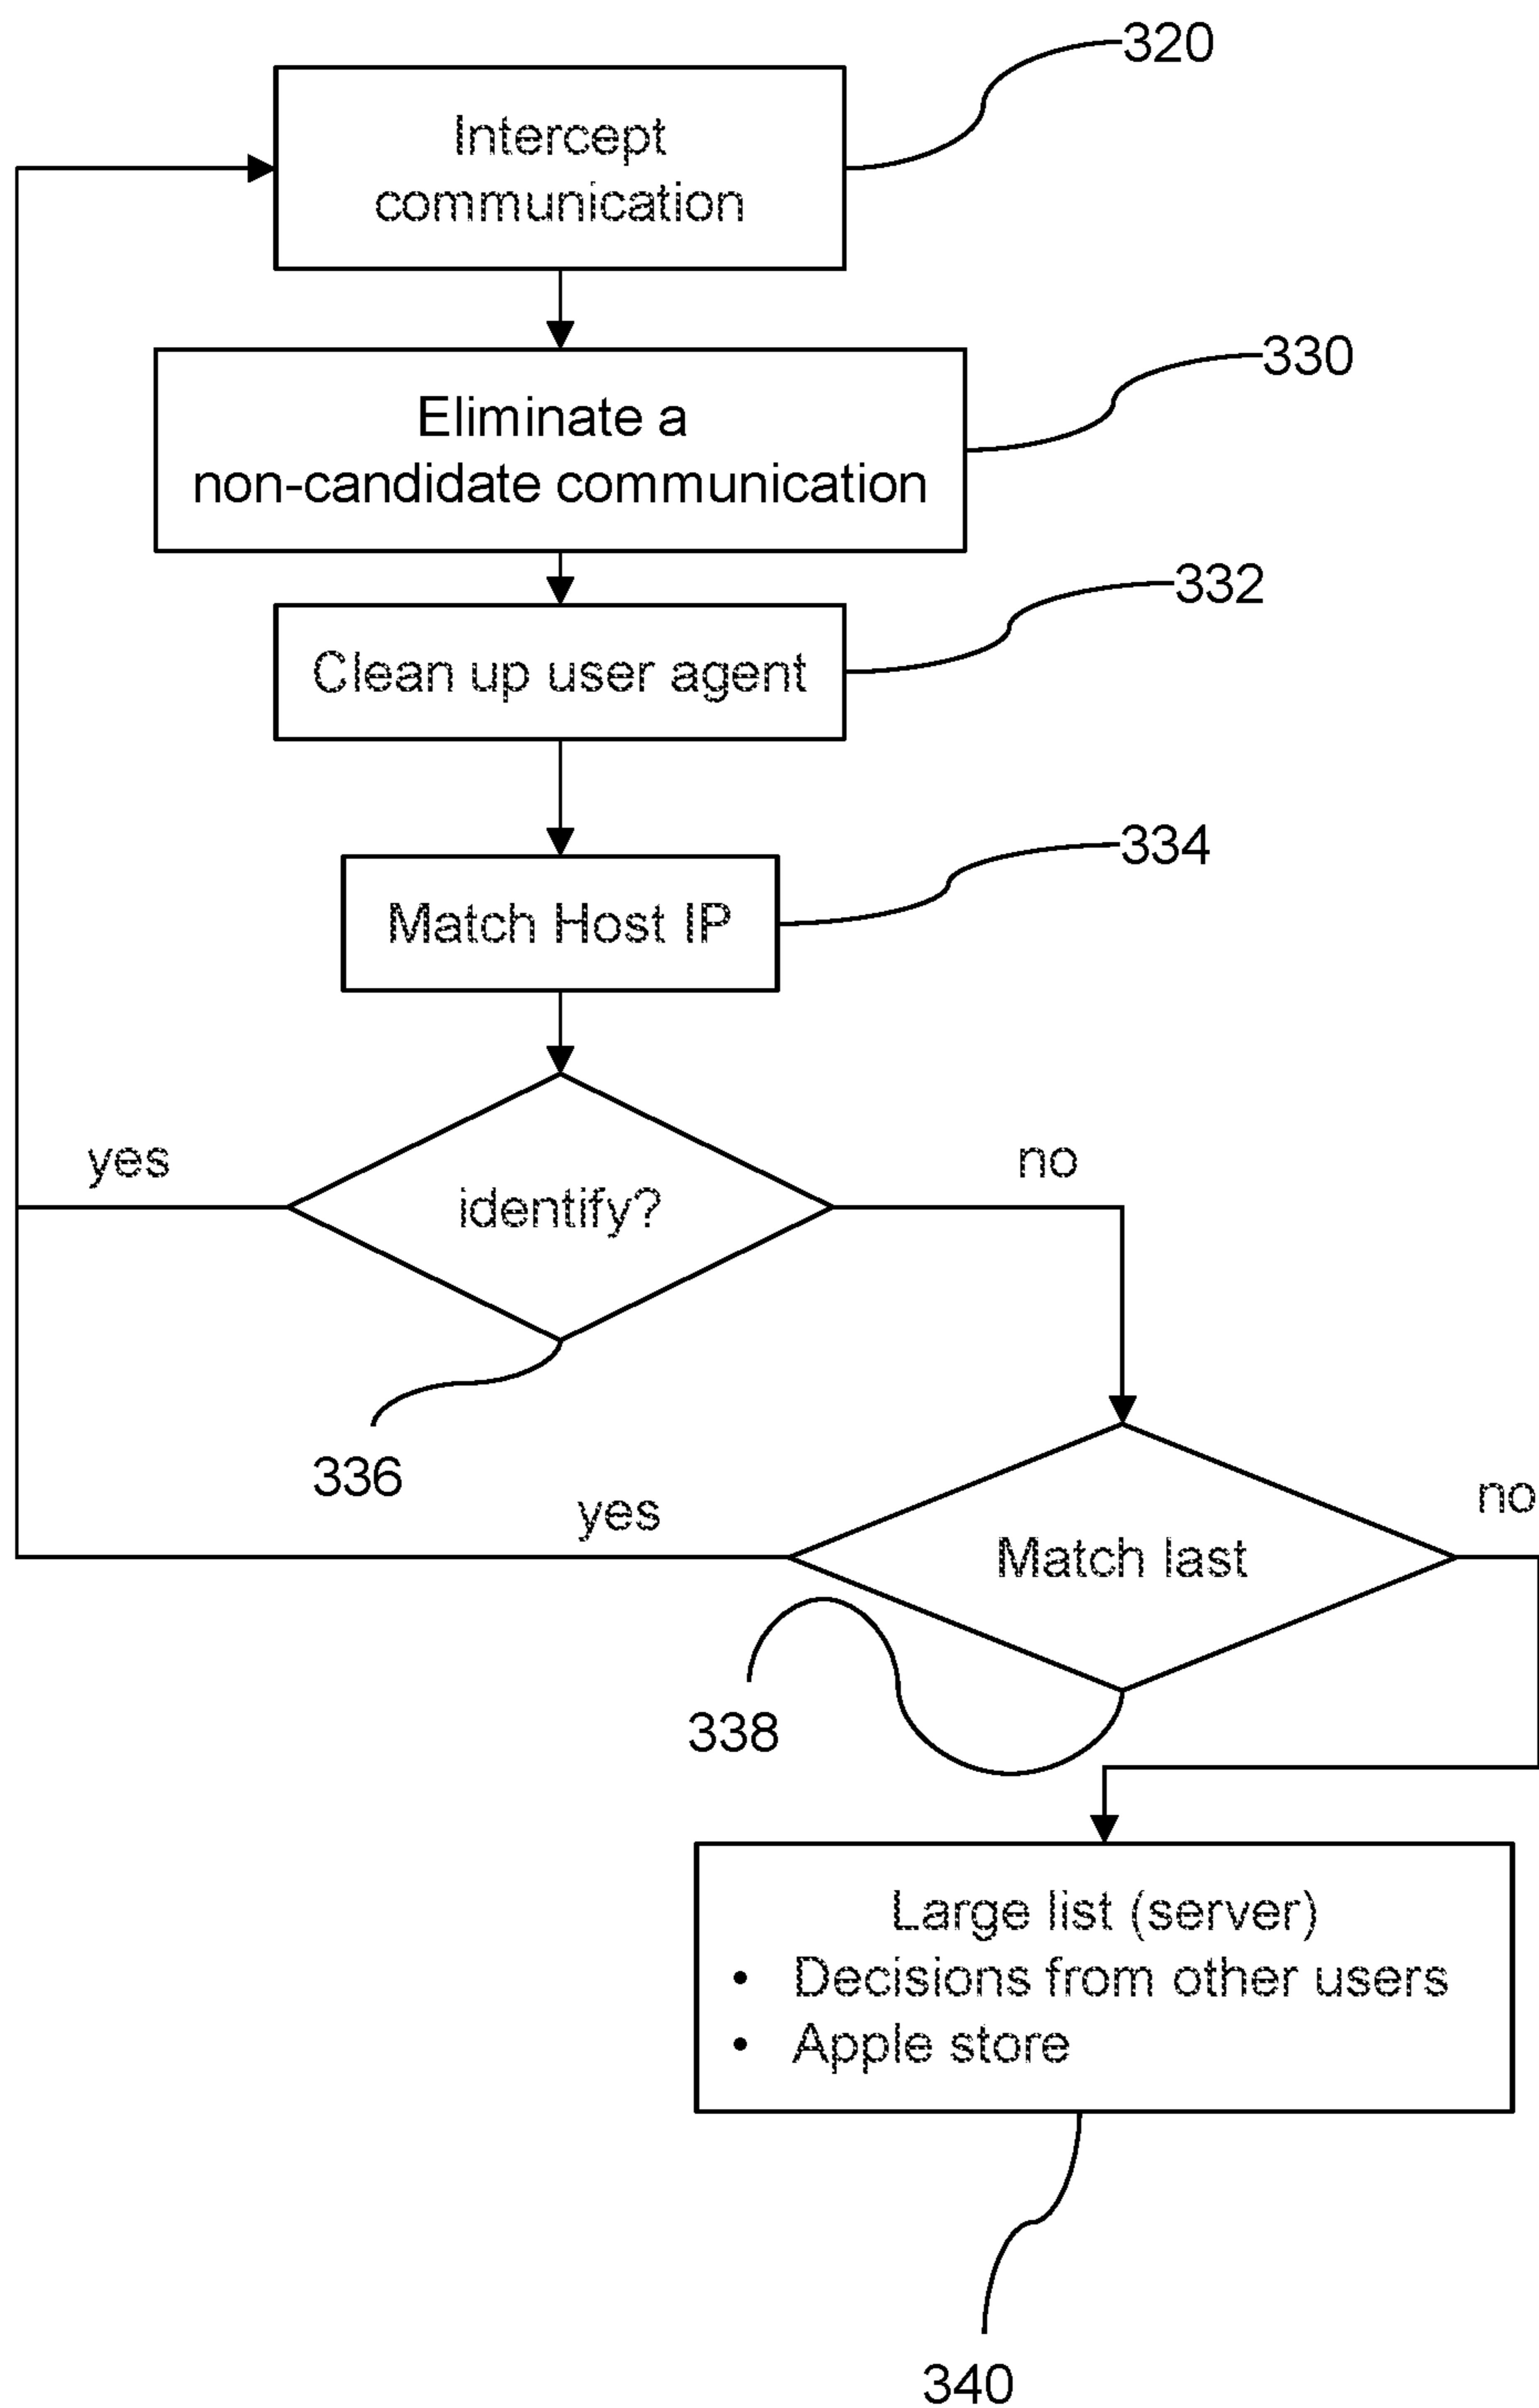 320
Intercept
communication
330
Eliminate a
non-candidate communication
332
Clean up user agent
334
Match Host IP
yes
no
identify?
336
yes
no
Match last
338
Large list (server)
• Decisions from other users
• Apple store
340